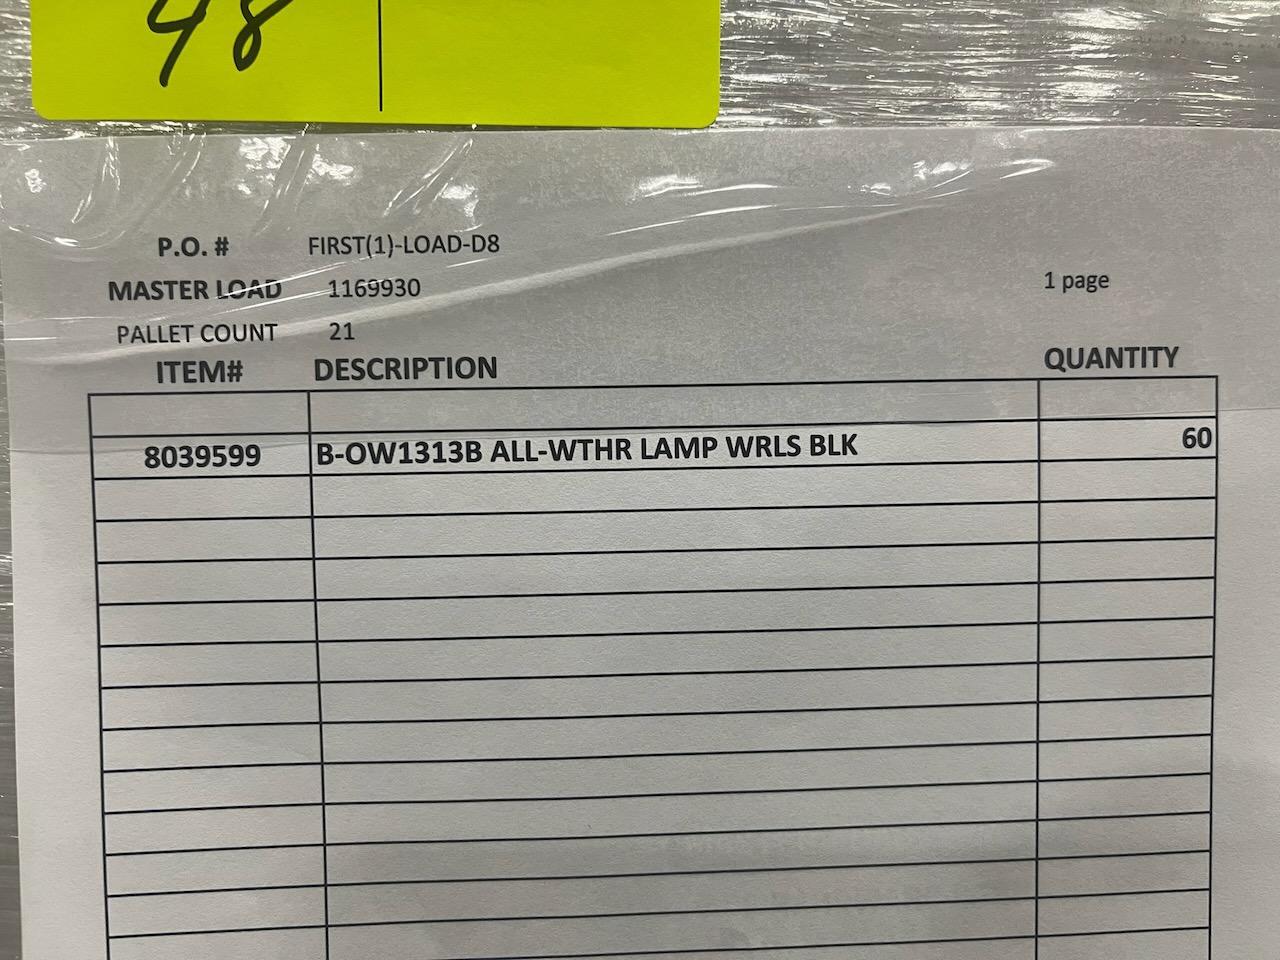 48
P.O. # FIRST(1)-LOAD-D8
MASTER LOAD 1169930
1 page
PALLET COUNT 21
ITEM# DESCRIPTION QUANTITY
8039599 B-OW1313B ALL-WTHR LAMP WRLS BLK 60